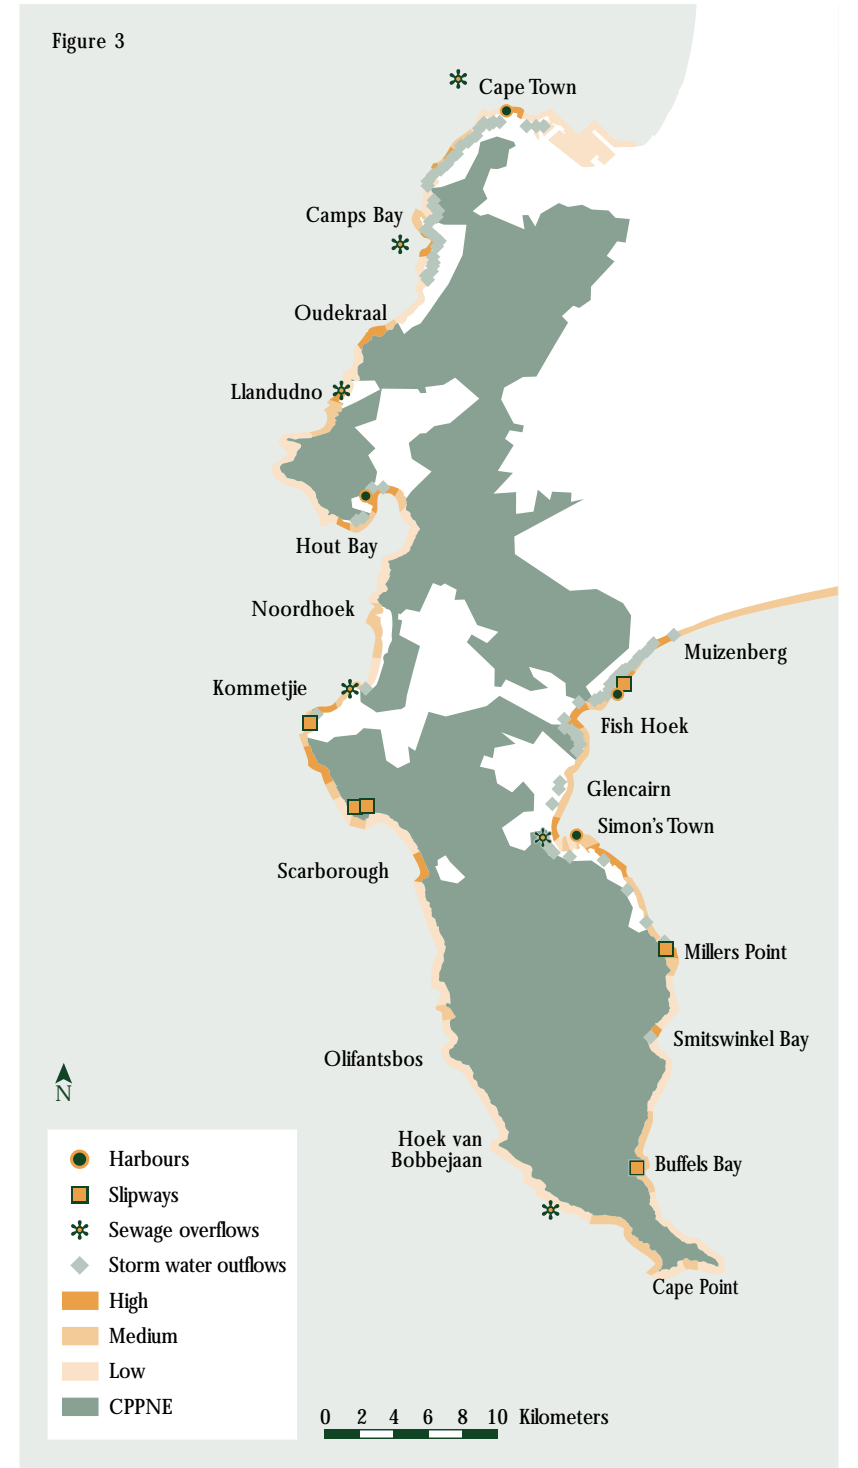 Figure 3
Cape Town
Camps Bay
Oudekraal
Llandudno
Hout Bay
Noordhoek
Muizenberg
Kommetjie
Fish Hoek
Glencairn
Simon's Town
Scarborough
Millers Point
Smitswinkel Bay
Olifantsbos
N
Hoek van
Bobbejaan
Buffels Bay
Cape Point
Harbours
Slipways
Sewage overflows
Storm water outflows
High
Medium
Low
CPPNE
0 2 4 6 8 10 Kilometers